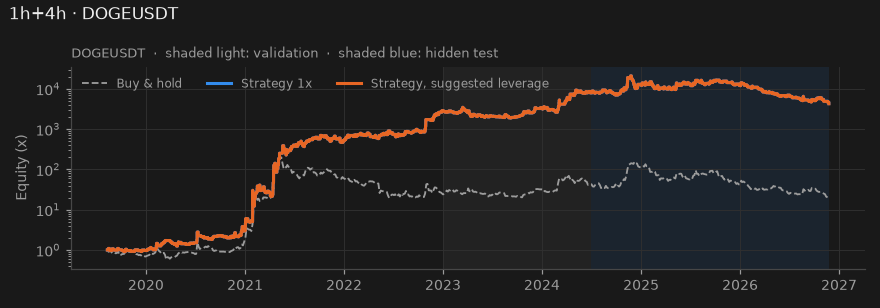 1h+4h · DOGEUSDT
DOGEUSDT · shaded light: validation · shaded blue: hidden test
Buy & hold
Strategy 1x
Strategy, suggested leverage
Equity (x)
10⁴
10³
10²
10¹
10⁰
2020 2021 2022 2023 2024 2025 2026 2027